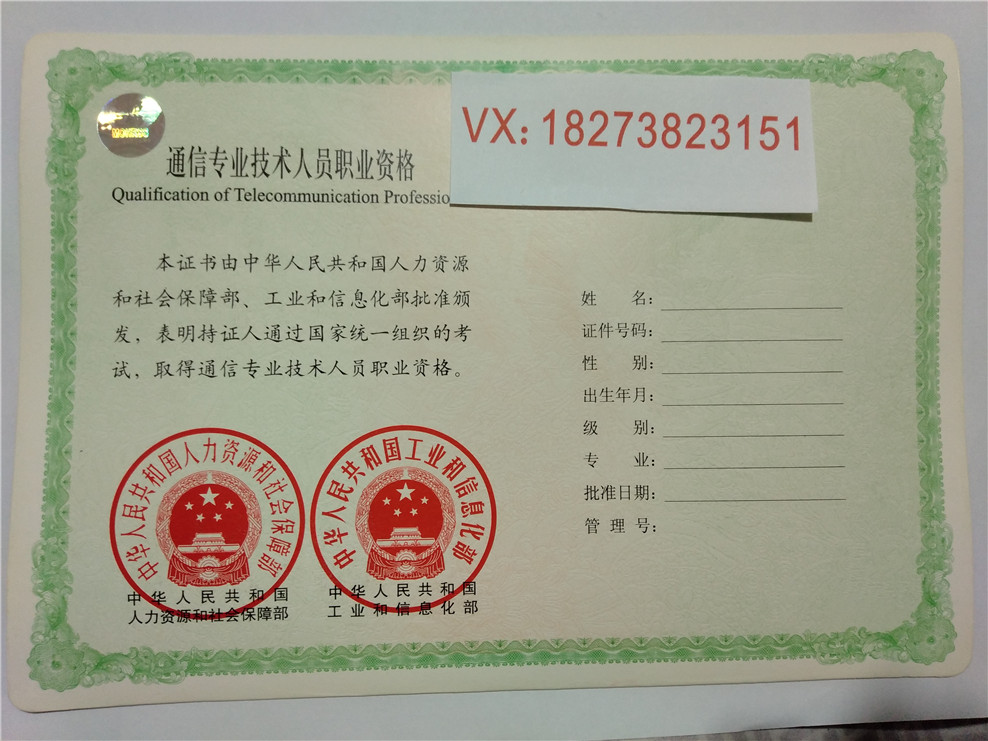 VX: 18273823151
通信专业技术人员职业资格
Qualification of Telecommunication Professio
本证书由中华人民共和国人力资源
和社会保障部、工业和信息化部批准颁
发，表明持证人通过国家统一组织的考
试，取得通信专业技术人员职业资格。
姓 名：
证件号码：
性 别：
出生年月：
级 别：
专 业：
批准日期：
管 理 号：
中华人民共和国人力资源和社会保障部
中华人民共和国工业和信息化部
中华人民共和国
人力资源和社会保障部
中华人民共和国
工业和信息化部